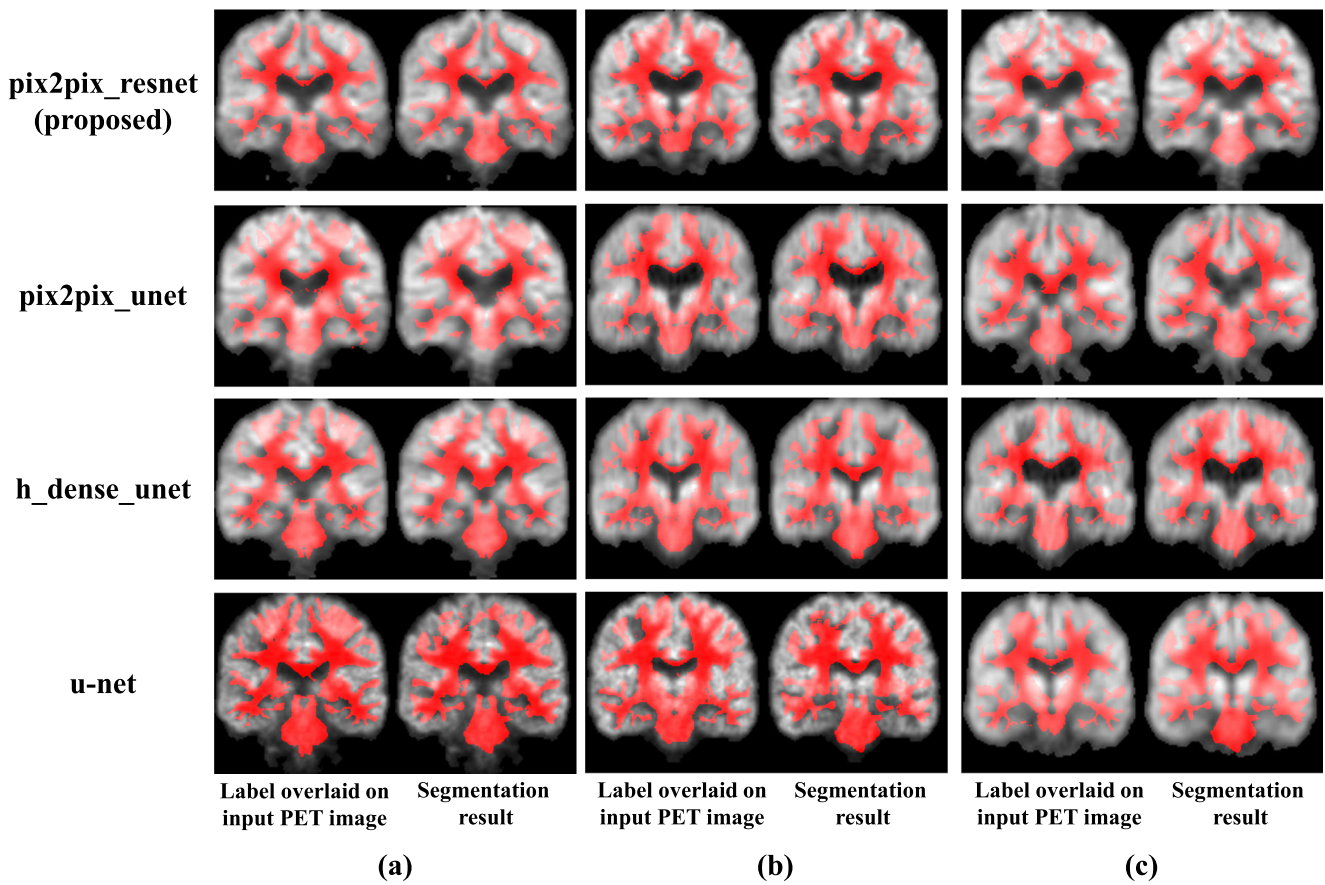 pix2pix_resnet
(proposed)
pix2pix_unet
h_dense_unet
u-net
Label overlaid on
input PET image
Segmentation
result
Label overlaid on
input PET image
Segmentation
result
Label overlaid on
input PET image
Segmentation
result
(a)
(b)
(c)